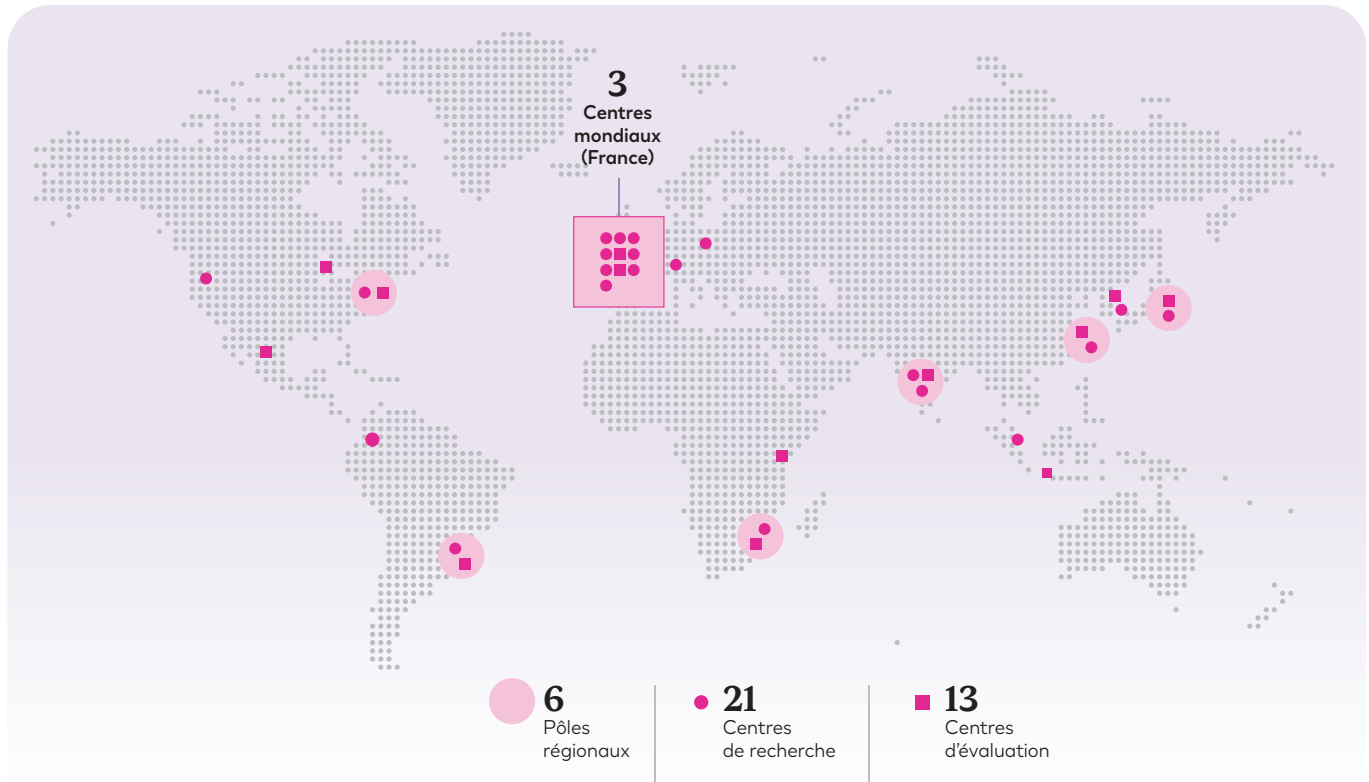 3
Centres
mondiaux
(France)
6
Pôles
régionaux
21
Centres
de recherche
13
Centres
d'évaluation